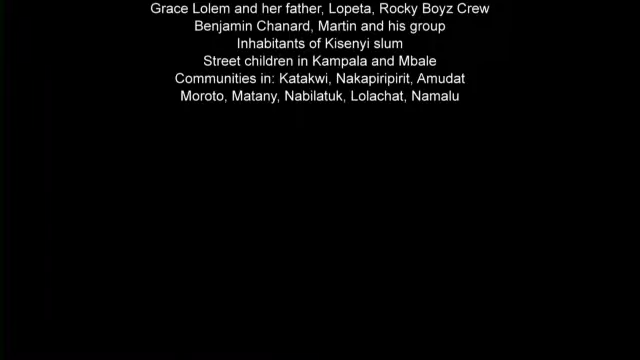 Grace Lolem and her father, Lopeta, Rocky Boyz Crew
Benjamin Chanard, Martin and his group
Inhabitants of Kisenyi slum
Street children in Kampala and Mbale
Communities in: Katakwi, Nakapiripirit, Amudat
Moroto, Matany, Nabilatuk, Lolachat, Namalu